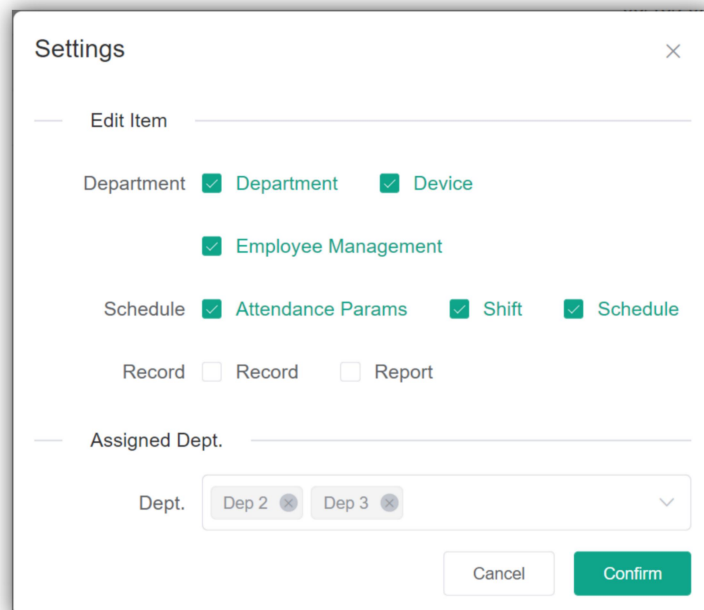 Settings
Edit Item
Department Department Device
Employee Management
Schedule Attendance Params Shift Schedule
Record Record Report
Assigned Dept.
Dept. Dep 2 Dep 3
Cancel Confirm